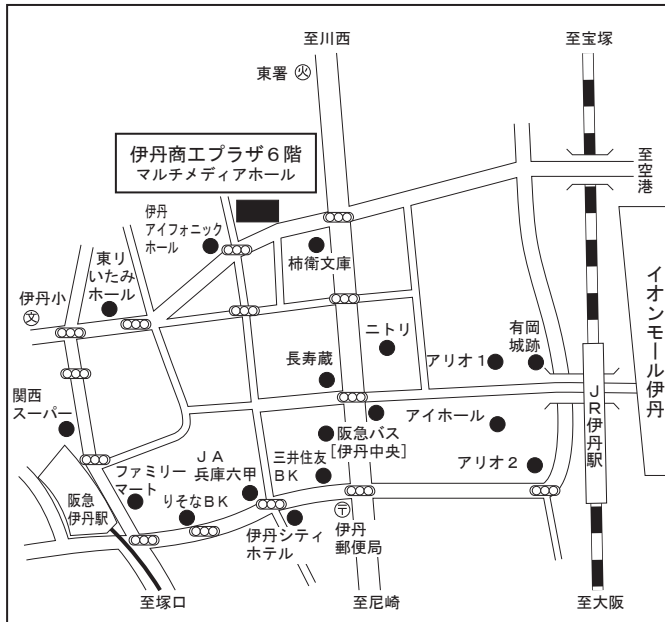 至川西
至宝塚
東署 火
至空港
伊丹商工プラザ6階
マルチメディアホール
伊丹
アイフォニック
ホール
柿衞文庫
東リ
いたみ
ホール
伊丹小
文
イオンモール伊丹
ニトリ
有岡
城跡
アリオ1
長寿蔵
JR伊丹駅
関西
スーパー
阪急バス
[伊丹中央]
アイホール
アリオ2
JA
兵庫六甲
三井住友
BK
ファミリー
マート
りそなBK
阪急
伊丹駅
伊丹シティ
ホテル
〒
伊丹
郵便局
至塚口
至尼崎
至大阪